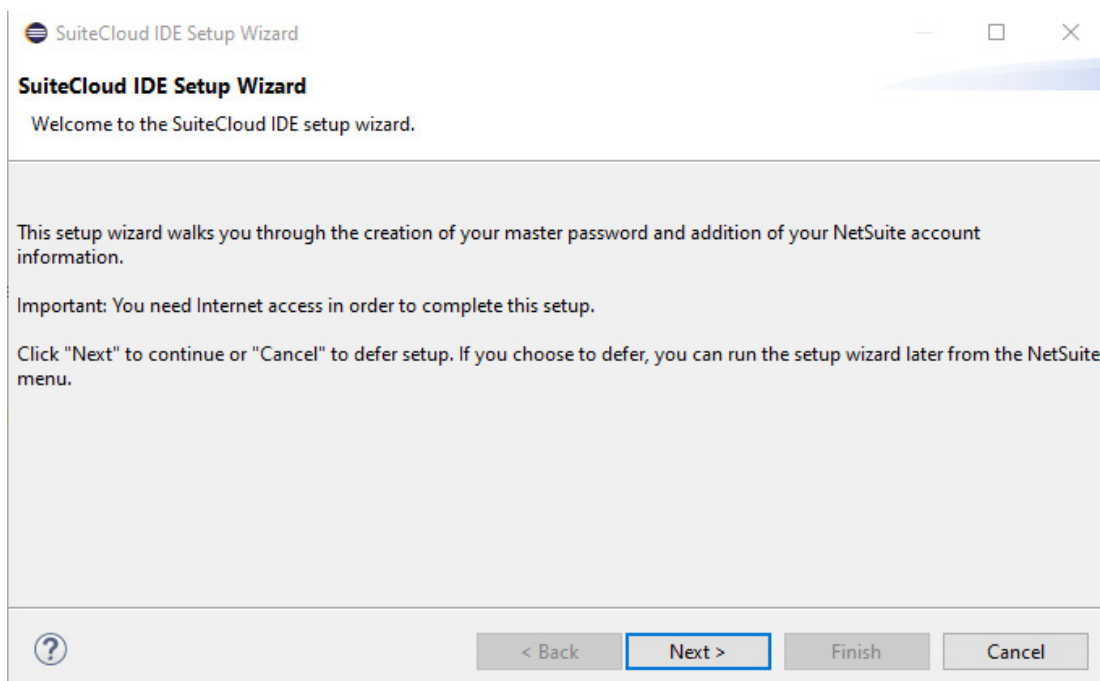 SuiteCloud IDE Setup Wizard
SuiteCloud IDE Setup Wizard
Welcome to the SuiteCloud IDE setup wizard.
This setup wizard walks you through the creation of your master password and addition of your NetSuite account
information.
Important: You need Internet access in order to complete this setup.
Click "Next" to continue or "Cancel" to defer setup. If you choose to defer, you can run the setup wizard later from the NetSuite
menu.
? < Back Next > Finish Cancel